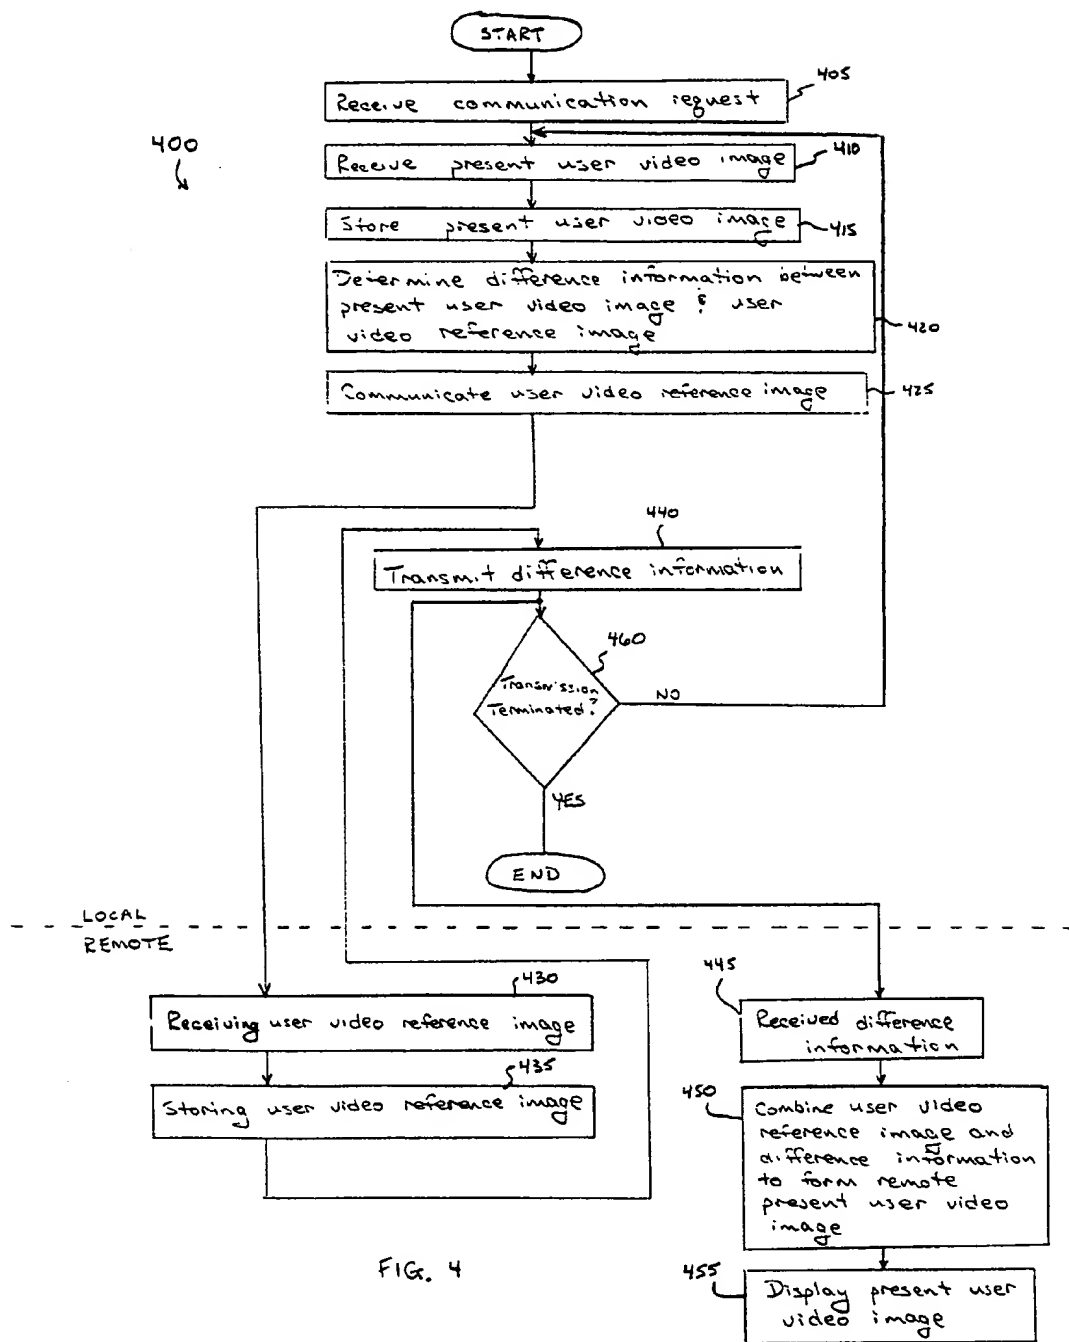 START
405
Receive communication request
400
410
Receive present user video image
Store present user video image
415
Determine difference information between
present user video image & user
video reference image
420
Communicate user video reference image
425
440
Transmit difference information
460
Transmission
Terminated?
NO
YES
END
LOCAL
REMOTE
430
Receiving user video reference image
435
Storing user video reference image
445
Received difference
information
450
Combine user video
reference image and
difference information
to form remote
present user video
image
455
Display present user
video image
FIG. 4